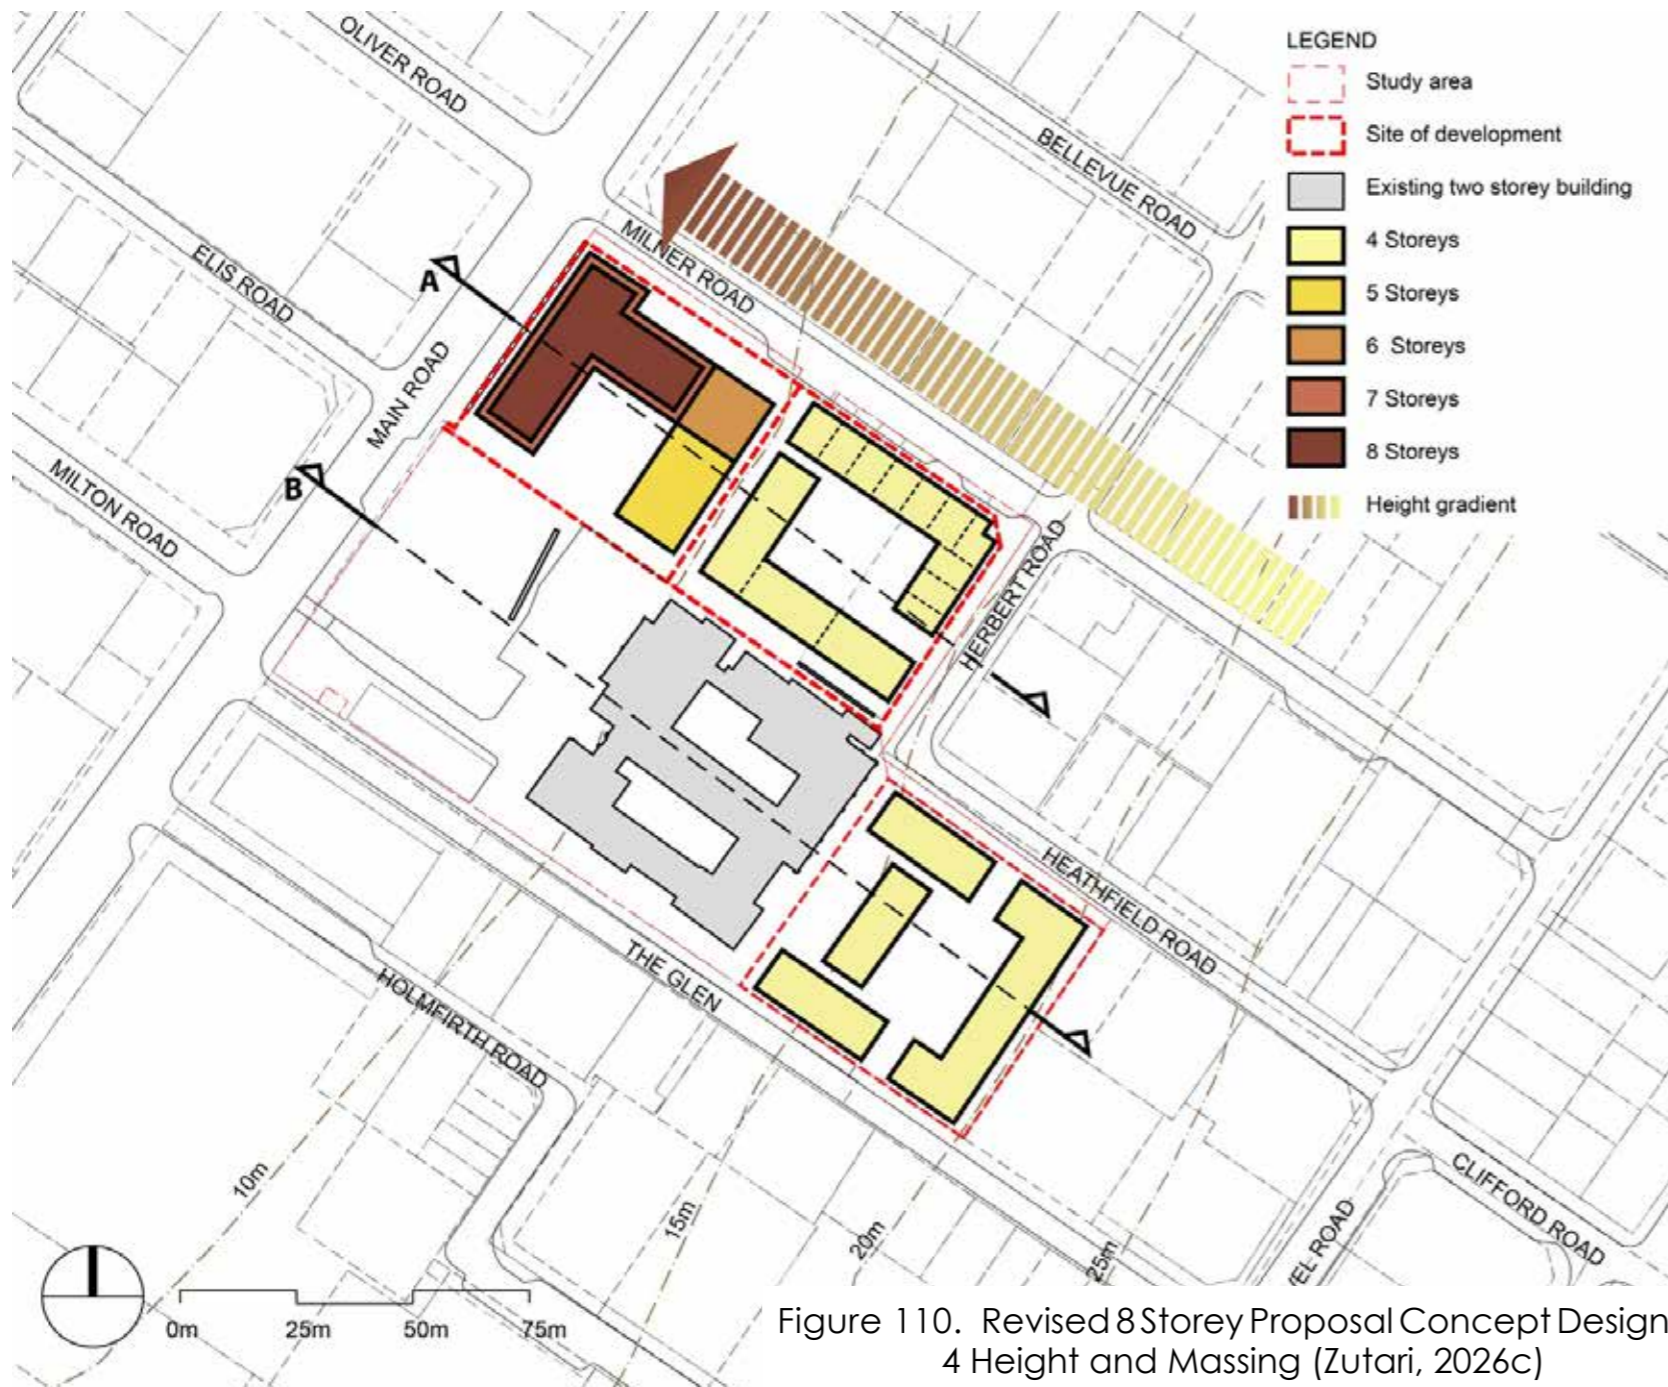 OLIVER ROAD
ELIS ROAD
MILTON ROAD
MAIN ROAD
MILNER ROAD
BELLEVUE ROAD
HERBERT ROAD
HEATHFIELD ROAD
THE GLEN
HOLMFIRTH ROAD
CLIFFORD ROAD
VEL ROAD
A
B
LEGEND
Study area
Site of development
Existing two storey building
4 Storeys
5 Storeys
6 Storeys
7 Storeys
8 Storeys
Height gradient
10m
15m
20m
25m
0m 25m 50m 75m
Figure 110. Revised 8 Storey Proposal Concept Design
4 Height and Massing (Zutari, 2026c)